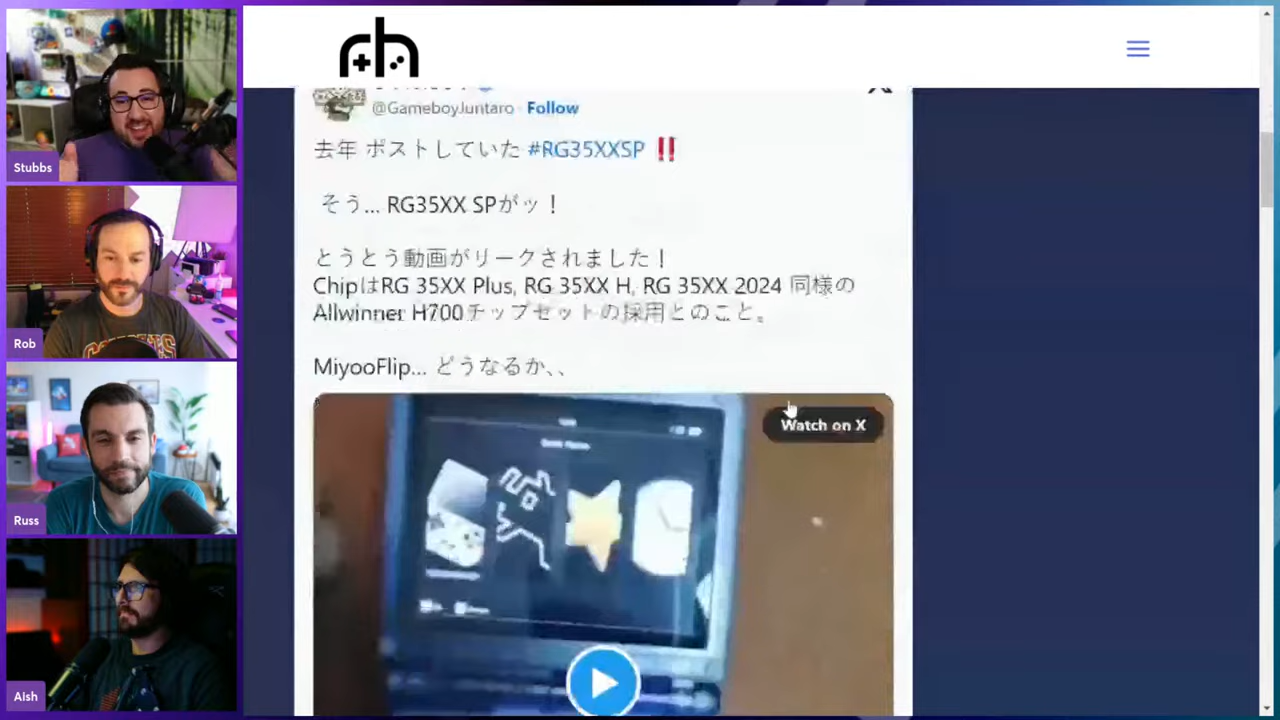 Stubbs
Rob
Russ
Aish
@GameboyJuntaro · Follow
去年 ポストしていた #RG35XXSP ‼️
そう... RG35XX SPがッ！
とうとう動画がリークされました！
ChipはRG 35XX Plus, RG 35XX H, RG 35XX 2024 同様の
Allwinner H700チップセットの採用とのこと。
MiyooFlip... どうなるか、、
Watch on X